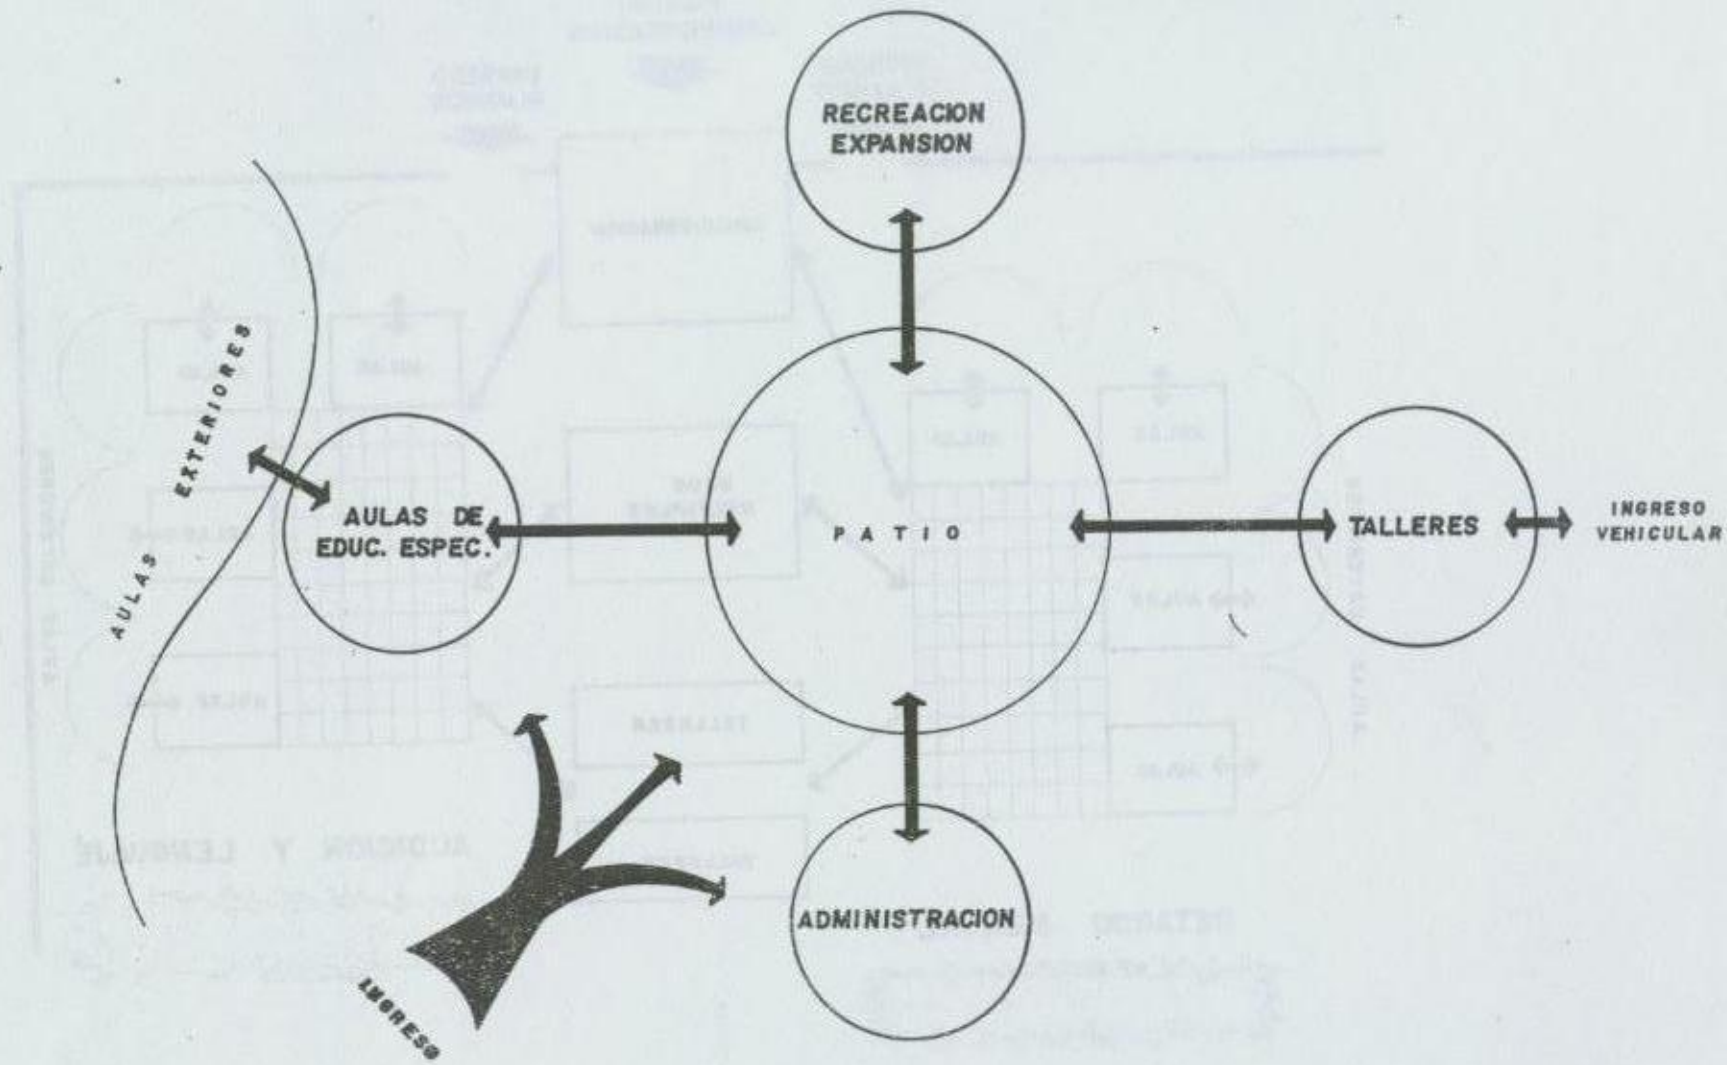 RECREACION
EXPANSION
AULAS EXTERIORES
AULAS DE
EDUC. ESPEC.
PATIO
TALLERES
INGRESO
VEHICULAR
ADMINISTRACION
INGRESO